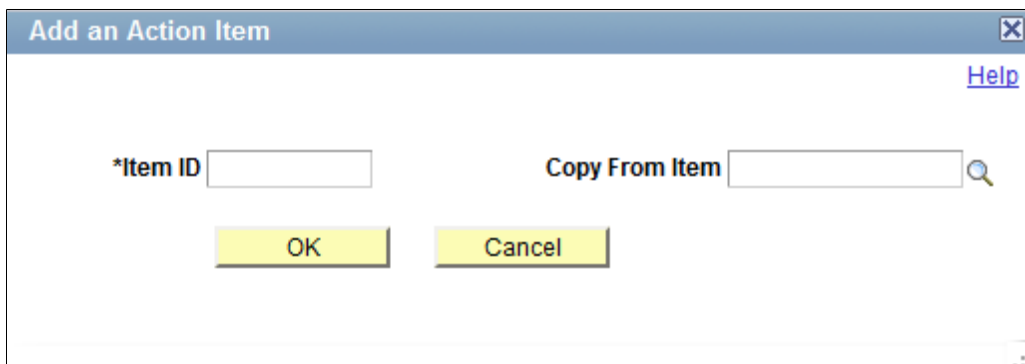 Add an Action Item
Help
*Item ID Copy From Item
OK Cancel